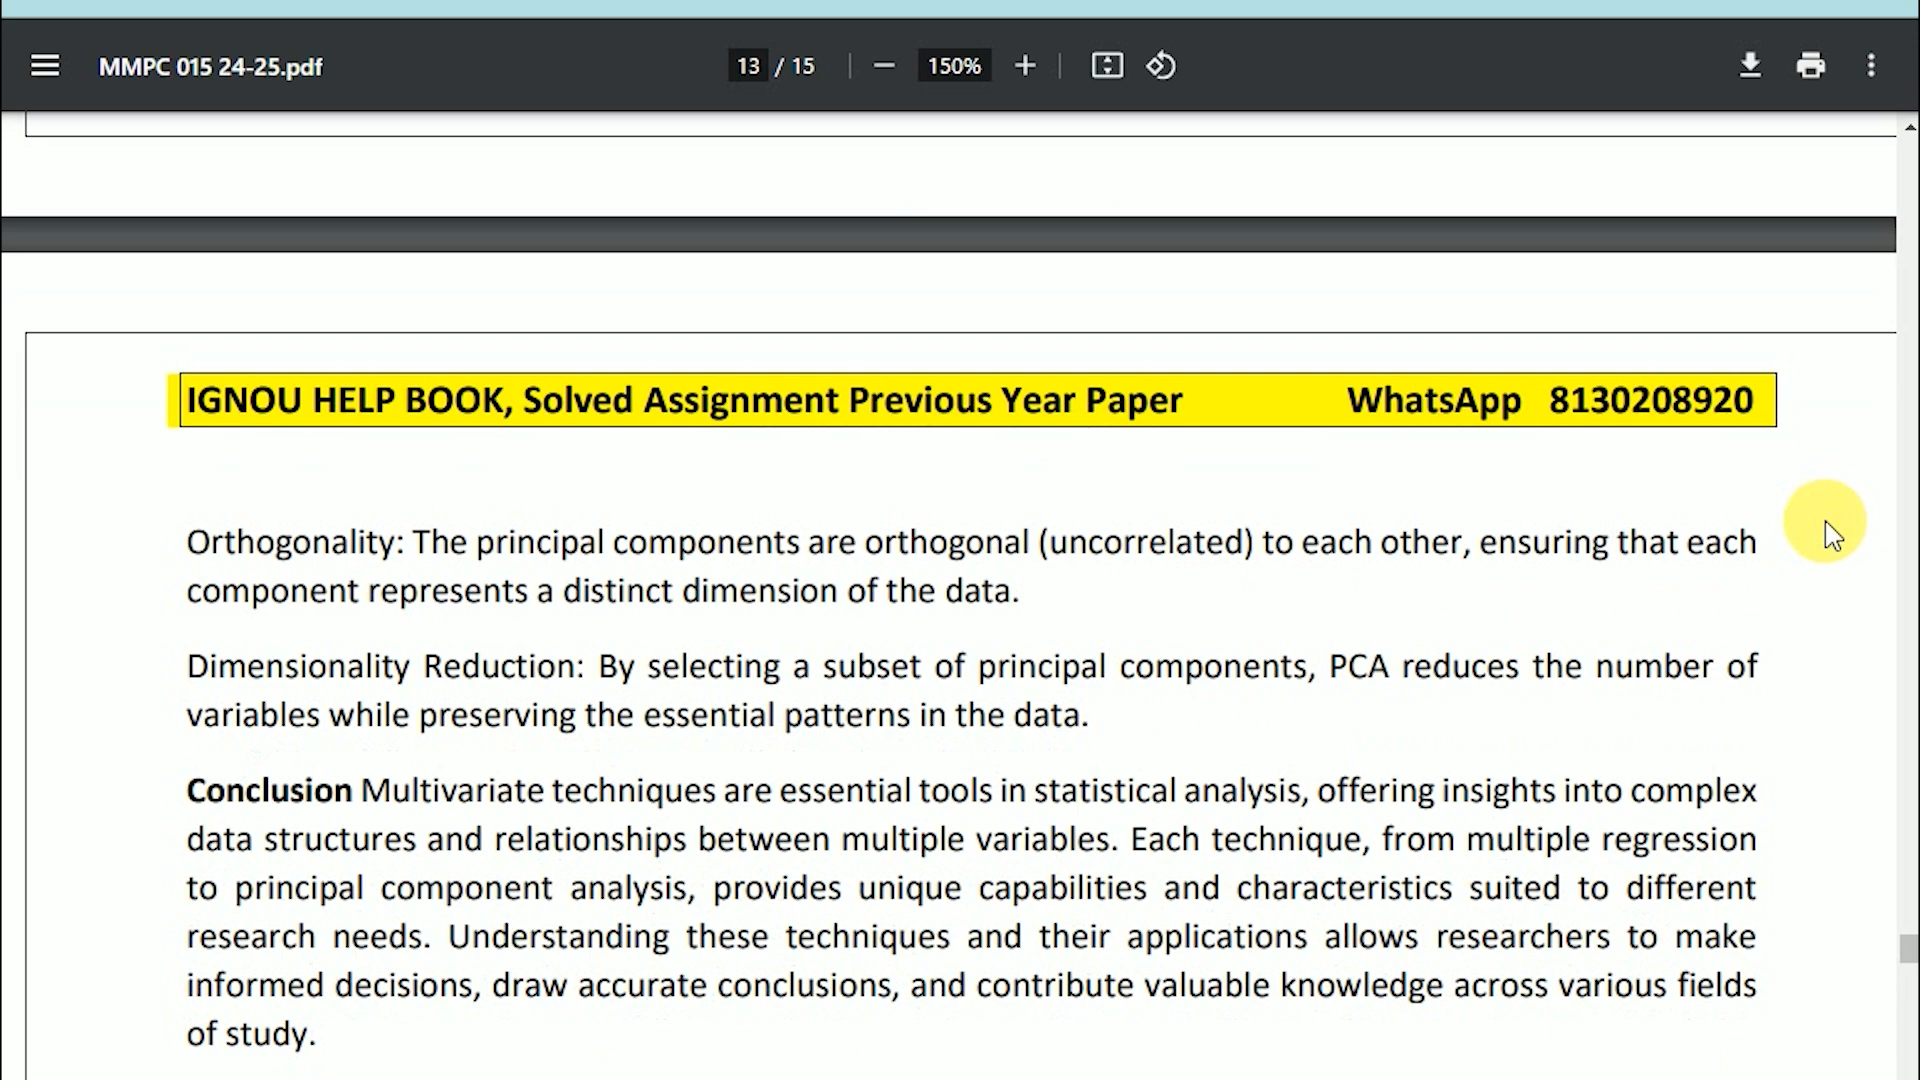 MMPC 015 24-25.pdf
13 / 15
150%
IGNOU HELP BOOK, Solved Assignment Previous Year Paper WhatsApp 8130208920
Orthogonality: The principal components are orthogonal (uncorrelated) to each other, ensuring that each
component represents a distinct dimension of the data.
Dimensionality Reduction: By selecting a subset of principal components, PCA reduces the number of
variables while preserving the essential patterns in the data.
Conclusion Multivariate techniques are essential tools in statistical analysis, offering insights into complex
data structures and relationships between multiple variables. Each technique, from multiple regression
to principal component analysis, provides unique capabilities and characteristics suited to different
research needs. Understanding these techniques and their applications allows researchers to make
informed decisions, draw accurate conclusions, and contribute valuable knowledge across various fields
of study.